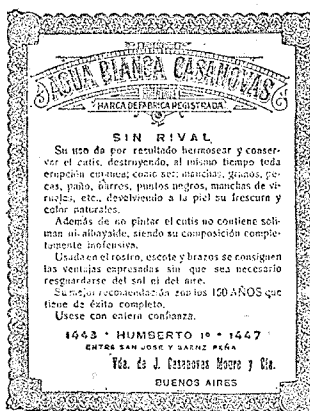 AGUA BLANCA CASANOVAS
MARCA DE FABRICA REGISTRADA
SIN RIVAL
Su uso da por resultado hermosear y conser-
var el cutis, destruyendo, al mismo tiempo toda
erupción cutánea; como ser: manchas, granos, pe-
cas, paño, barros, puntos negros, manchas de vi-
ruelas, etc., devolviendo a la piel su frescura y
color naturales.
Además de no pintar el cutis no contiene soli-
man ni albayalde, siendo su composición comple-
tamente inofensiva.
Usada en el rostro, escote y brazos se consiguen
las ventajas expresadas sin que sea necesario
resguardarse del sol ni del aire.
Su mejor recomendación son los 150 AÑOS que
tiene de éxito completo.
Usese con entera confianza.
1443 - HUMBERTO 1º - 1447
ENTRE SAN JOSE Y SAENZ PEÑA
Vda. de J. Casanovas Moure y Cía.
BUENOS AIRES